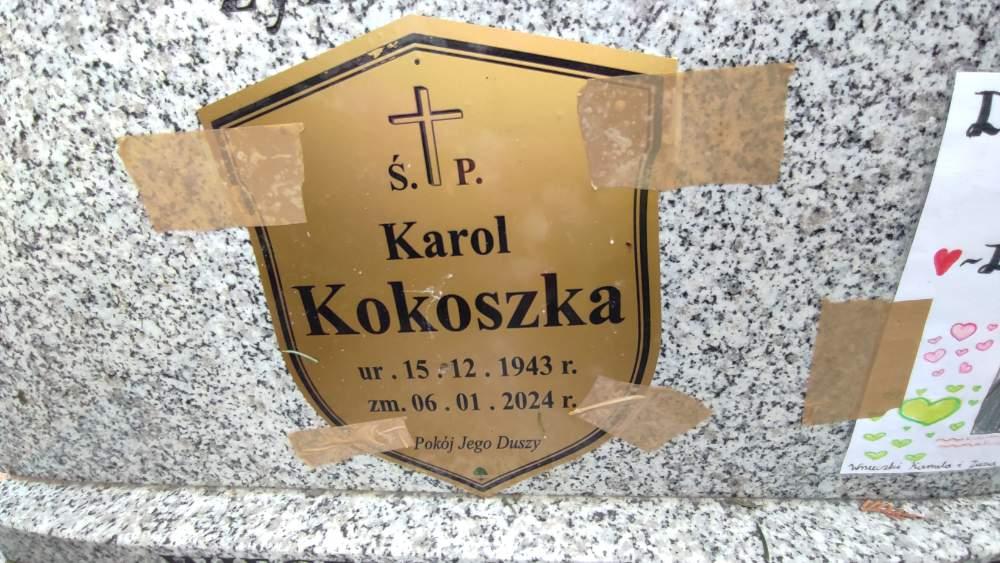 Ś. P.
Karol
Kokoszka
ur . 15 . 12 . 1943 r.
zm. 06 . 01 . 2024 r.
Pokój Jego Duszy